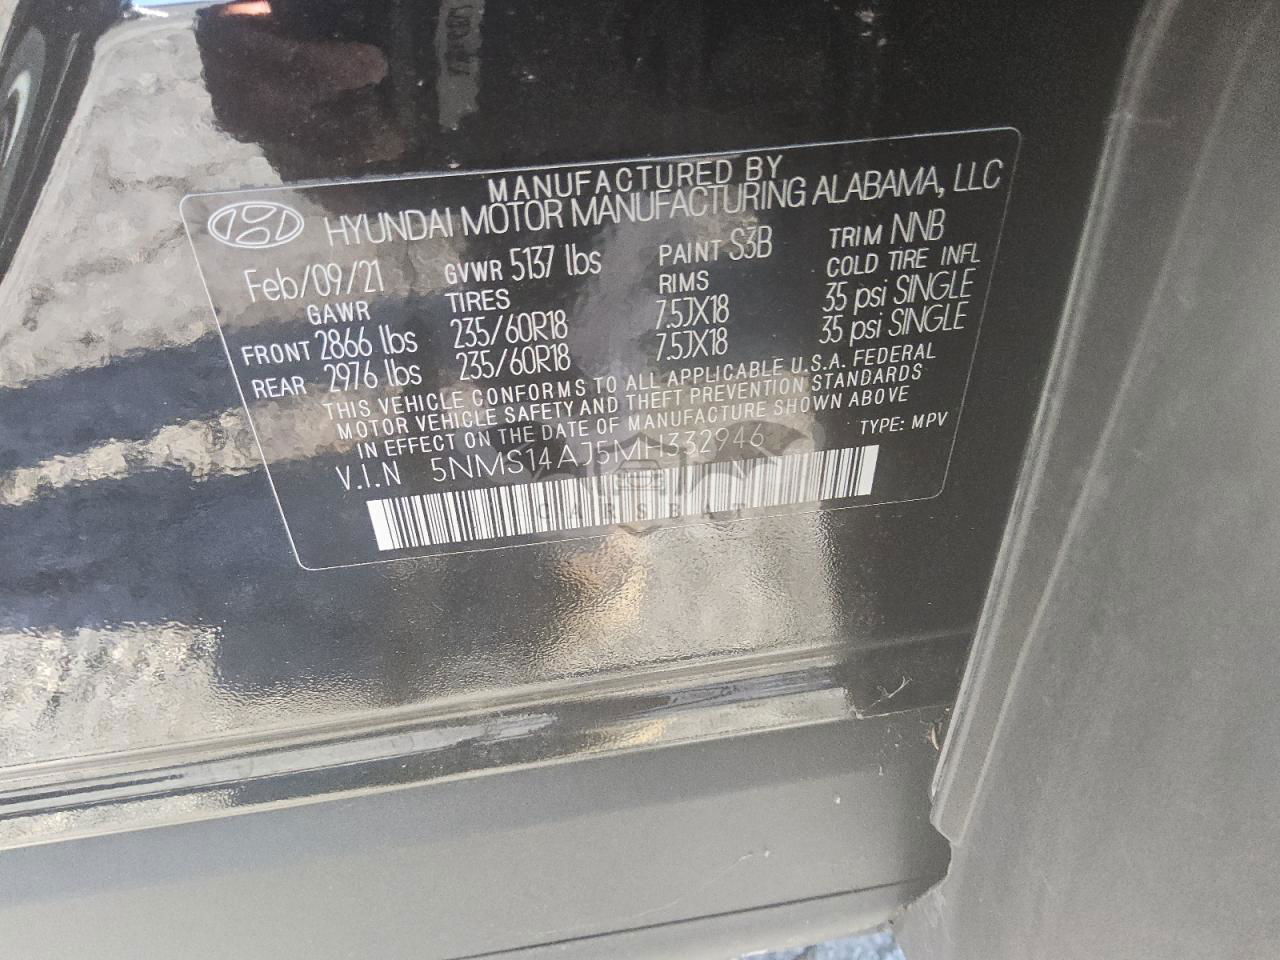 MANUFACTURED BY
HYUNDAI MOTOR MANUFACTURING ALABAMA, LLC
Feb/09/21 GVWR 5137 lbs PAINT S3B TRIM NNB
GAWR TIRES RIMS COLD TIRE INFL
FRONT 2866 lbs 235/60R18 7.5JX18 35 psi SINGLE
REAR 2976 lbs 235/60R18 7.5JX18 35 psi SINGLE
THIS VEHICLE CONFORMS TO ALL APPLICABLE U.S.A. FEDERAL
MOTOR VEHICLE SAFETY AND THEFT PREVENTION STANDARDS
IN EFFECT ON THE DATE OF MANUFACTURE SHOWN ABOVE
V.I.N 5NMS14AJ5MH332946 TYPE: MPV